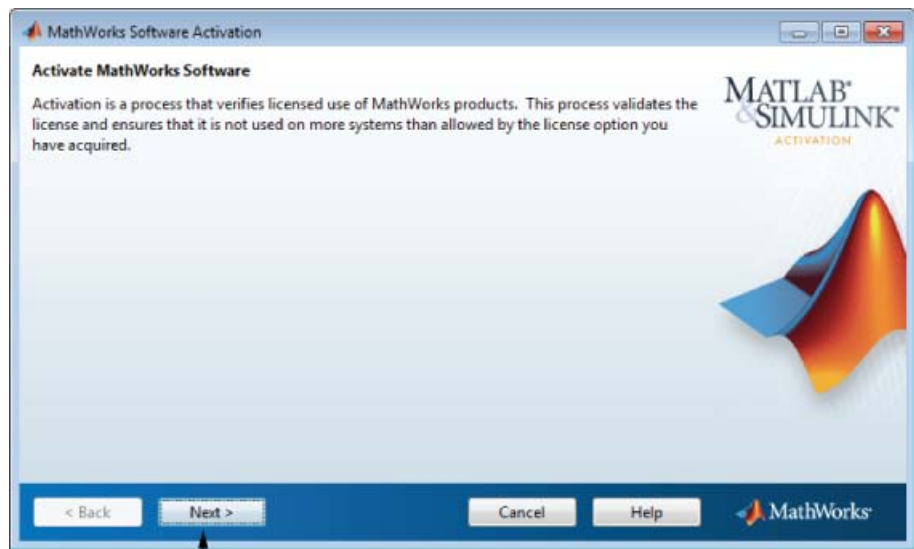 MathWorks Software Activation
Activate MathWorks Software
Activation is a process that verifies licensed use of MathWorks products. This process validates the
license and ensures that it is not used on more systems than allowed by the license option you
have acquired.
MATLAB®
&SIMULINK®
ACTIVATION
< Back
Next >
Cancel
Help
MathWorks®